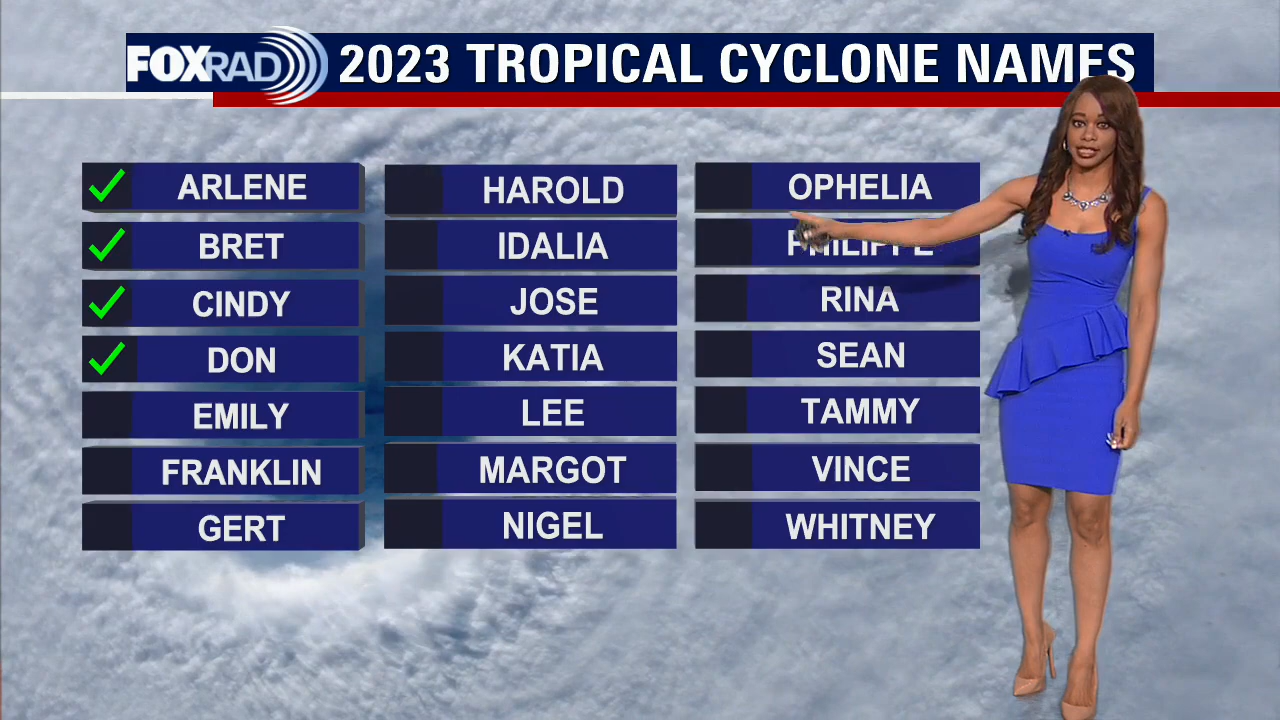 FOXRAD 2023 TROPICAL CYCLONE NAMES
ARLENE
BRET
CINDY
DON
EMILY
FRANKLIN
GERT
HAROLD
IDALIA
JOSE
KATIA
LEE
MARGOT
NIGEL
OPHELIA
PHILIPPE
RINA
SEAN
TAMMY
VINCE
WHITNEY